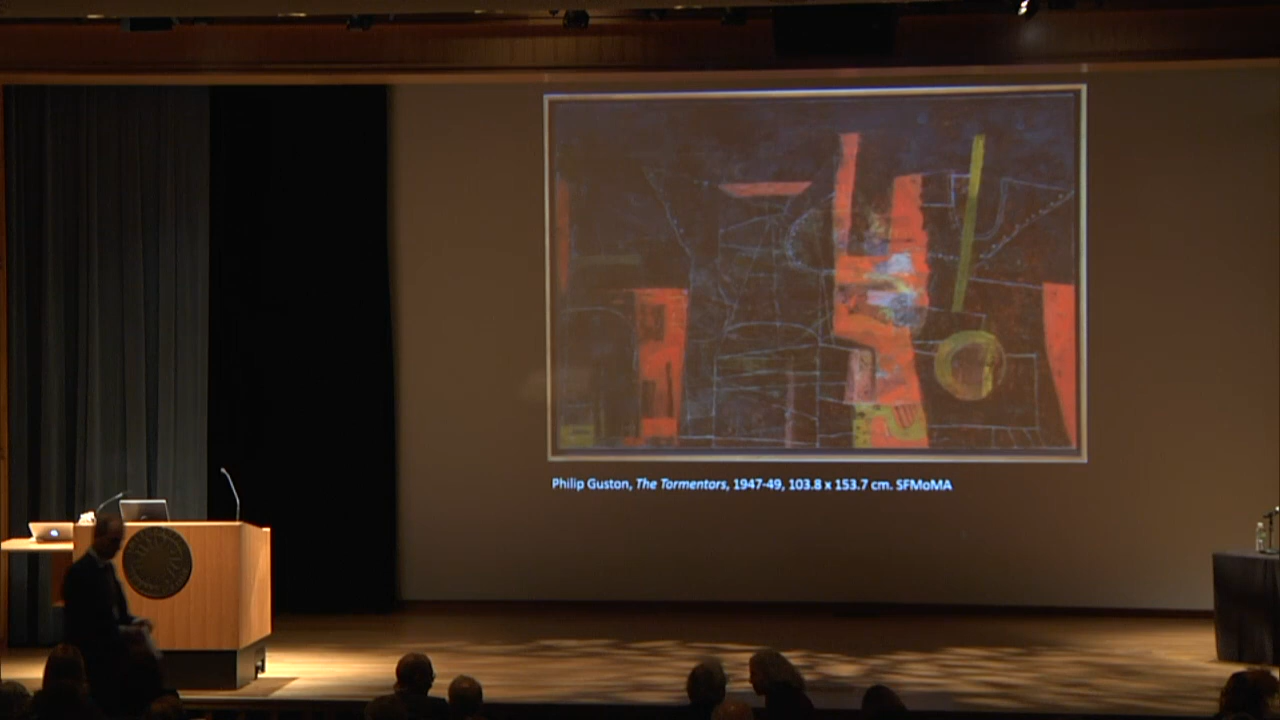 Philip Guston, The Tormentors, 1947-49, 103.8 x 153.7 cm. SFMoMA